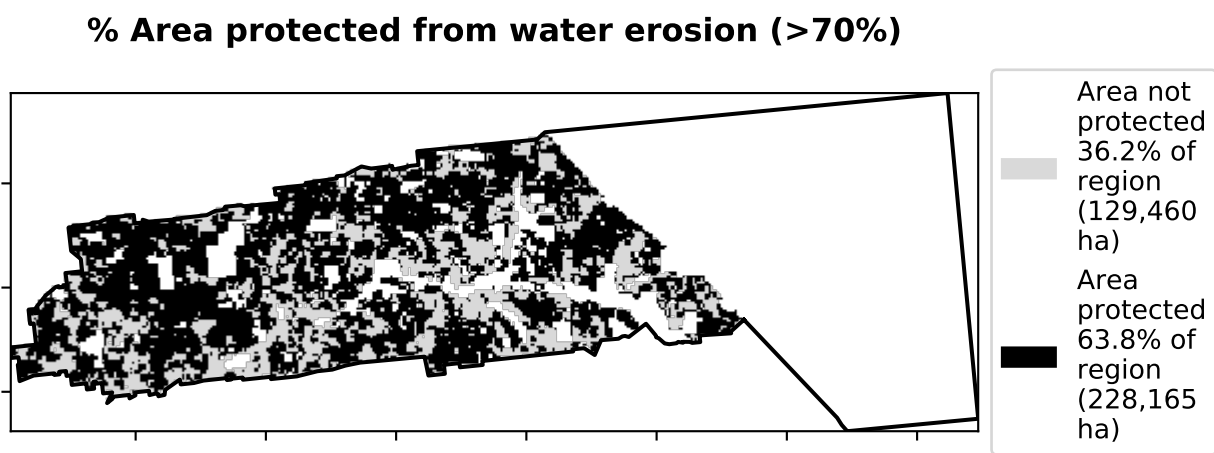 % Area protected from water erosion (>70%)
Area not
protected
36.2% of
region
(129,460
ha)
Area
protected
63.8% of
region
(228,165
ha)